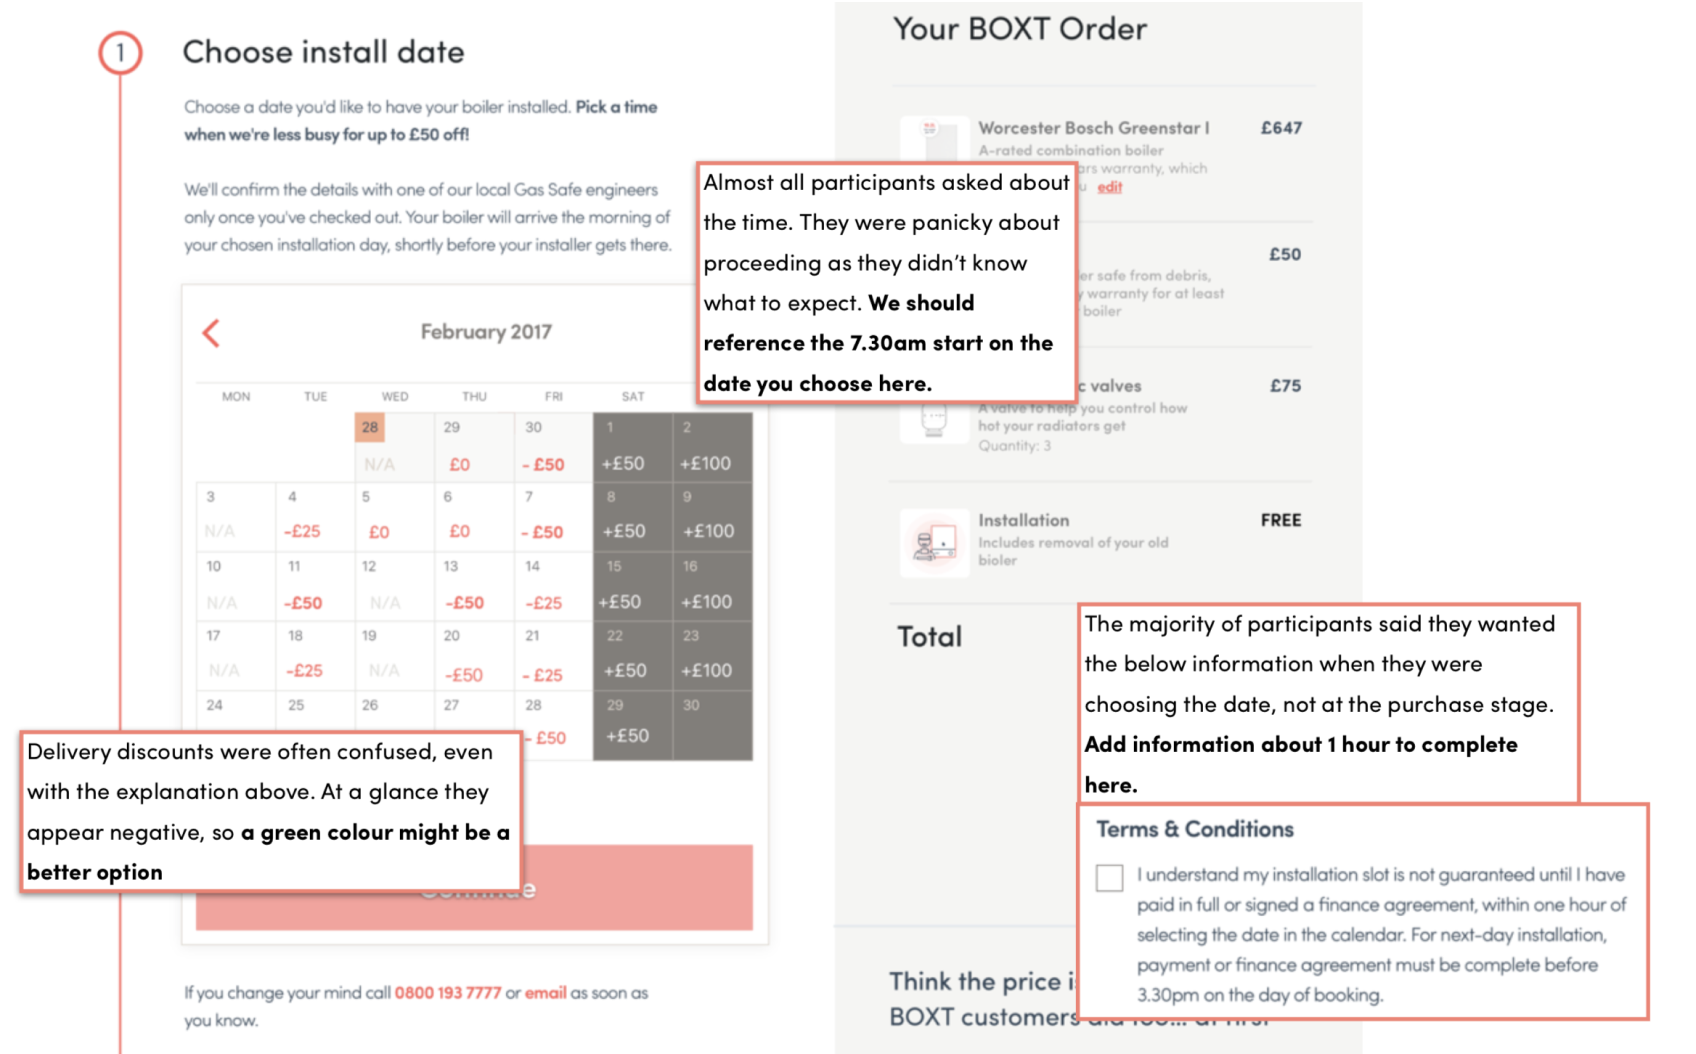 1
Choose install date
Choose a date you'd like to have your boiler installed. Pick a time
when we're less busy for up to £50 off!
We'll confirm the details with one of our local Gas Safe engineers
only once you've checked out. Your boiler will arrive the morning of
your chosen installation day, shortly before your installer gets there.
February 2017
MON TUE WED THU FRI SAT
28 29 30 1 2
N/A £0 - £50 +£50 +£100
3 4 5 6 7 8 9
N/A -£25 £0 £0 - £50 +£50 +£100
10 11 12 13 14 15 16
N/A -£50 N/A -£50 -£25 +£50 +£100
17 18 19 20 21 22 23
N/A -£25 N/A -£50 - £25 +£50 +£100
24 25 26 27 28 29 30
- £50 +£50
Delivery discounts were often confused, even
with the explanation above. At a glance they
appear negative, so a green colour might be a
better option
If you change your mind call 0800 193 7777 or email as soon as
you know.
Almost all participants asked about
the time. They were panicky about
proceeding as they didn't know
what to expect. We should
reference the 7.30am start on the
date you choose here.
Your BOXT Order
Worcester Bosch Greenstar I £647
A-rated combination boiler
warranty, which
edit
£50
safe from debris,
warranty for at least
boiler
valves £75
A valve to help you control how
hot your radiators get
Quantity: 3
Installation FREE
Includes removal of your old
bioler
Total
The majority of participants said they wanted
the below information when they were
choosing the date, not at the purchase stage.
Add information about 1 hour to complete
here.
Terms & Conditions
I understand my installation slot is not guaranteed until I have
paid in full or signed a finance agreement, within one hour of
selecting the date in the calendar. For next-day installation,
payment or finance agreement must be complete before
3.30pm on the day of booking.
Think the price
BOXT customers